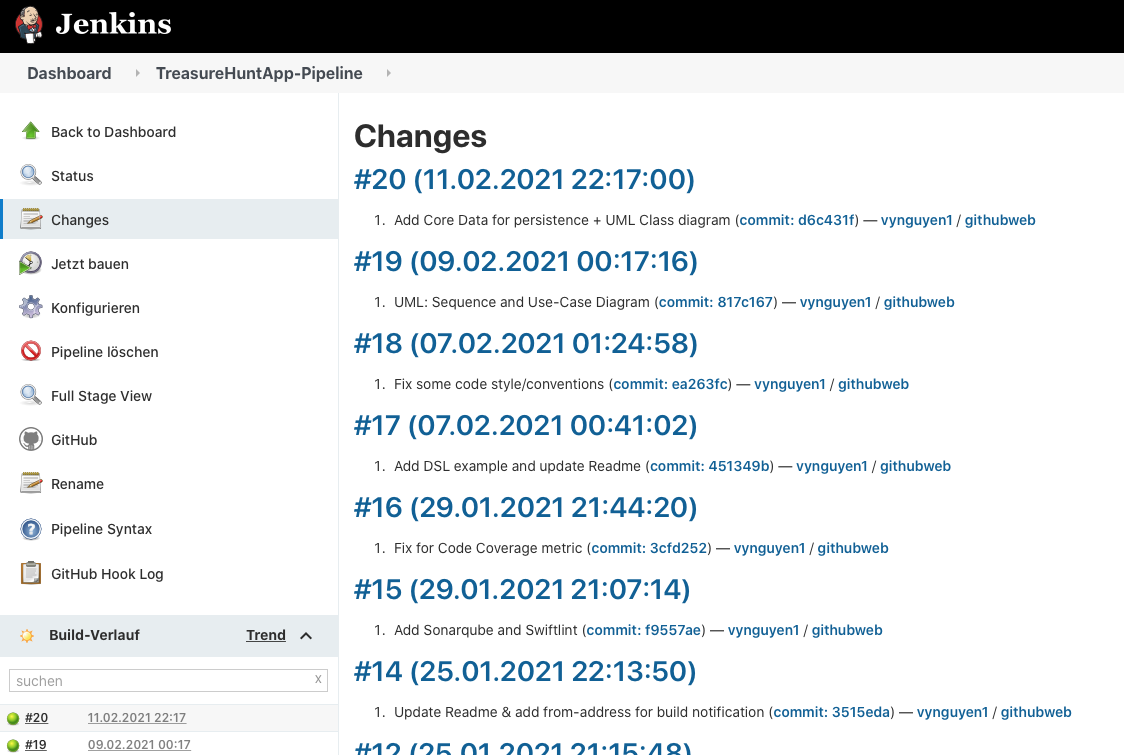 Jenkins
Dashboard TreasureHuntApp-Pipeline
Back to Dashboard
Status
Changes
Jetzt bauen
Konfigurieren
Pipeline löschen
Full Stage View
GitHub
Rename
Pipeline Syntax
GitHub Hook Log
Build-Verlauf Trend
suchen x
#20 11.02.2021 22:17
#19 09.02.2021 00:17
Changes
#20 (11.02.2021 22:17:00)
1. Add Core Data for persistence + UML Class diagram (commit: d6c431f) — vynguyen1 / githubweb
#19 (09.02.2021 00:17:16)
1. UML: Sequence and Use-Case Diagram (commit: 817c167) — vynguyen1 / githubweb
#18 (07.02.2021 01:24:58)
1. Fix some code style/conventions (commit: ea263fc) — vynguyen1 / githubweb
#17 (07.02.2021 00:41:02)
1. Add DSL example and update Readme (commit: 451349b) — vynguyen1 / githubweb
#16 (29.01.2021 21:44:20)
1. Fix for Code Coverage metric (commit: 3cfd252) — vynguyen1 / githubweb
#15 (29.01.2021 21:07:14)
1. Add Sonarqube and Swiftlint (commit: f9557ae) — vynguyen1 / githubweb
#14 (25.01.2021 22:13:50)
1. Update Readme & add from-address for build notification (commit: 3515eda) — vynguyen1 / githubweb
#12 (25.01.2021 21:15:48)